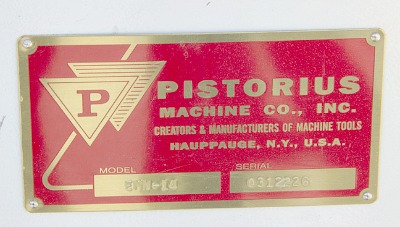 P
PISTORIUS
MACHINE CO., INC.
CREATORS & MANUFACTURERS OF MACHINE TOOLS
HAUPPAUGE, N.Y., U.S.A.
MODEL SERIAL